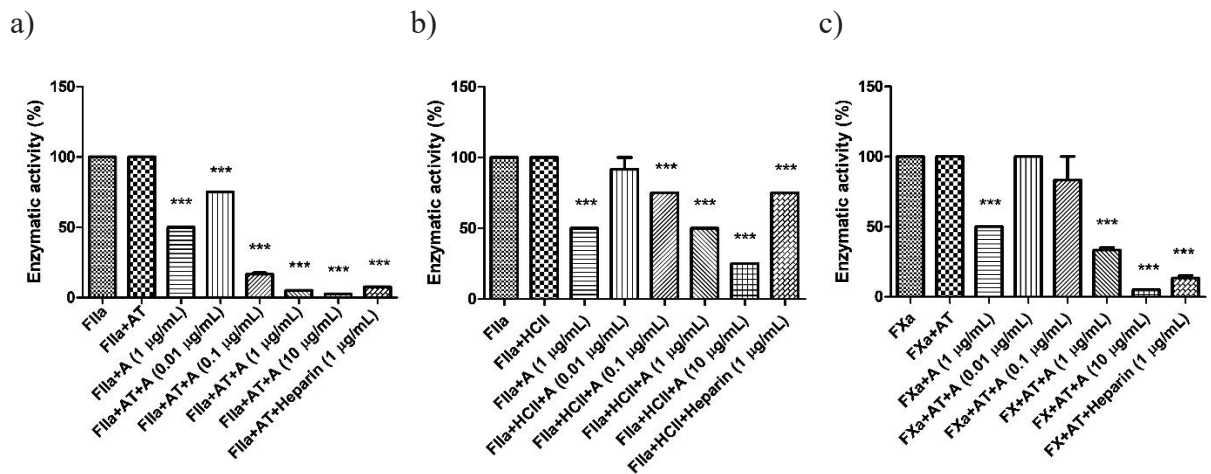 a)
b)
c)
Enzymatic activity (%)
150
100
50
0
***
***
***
***
***
***
FIIa
FIIa+AT
FIIa+A (1 µg/mL)
FIIa+AT+A (0.01 µg/mL)
FIIa+AT+A (0.1 µg/mL)
FIIa+AT+A (1 µg/mL)
FIIa+AT+A (10 µg/mL)
FIIa+AT+Heparin (1 µg/mL)
Enzymatic activity (%)
150
100
50
0
***
***
***
***
***
FIIa
FIIa+HCII
FIIa+A (1 µg/mL)
FIIa+HCII+A (0.01 µg/mL)
FIIa+HCII+A (0.1 µg/mL)
FIIa+HCII+A (1 µg/mL)
FIIa+HCII+A (10 µg/mL)
FIIa+HCII+Heparin (1 µg/mL)
Enzymatic activity (%)
150
100
50
0
***
***
***
***
FXa
FXa+AT
FXa+A (1 µg/mL)
FXa+AT+A (0.01 µg/mL)
FXa+AT+A (0.1 µg/mL)
FX+AT+A (1 µg/mL)
FX+AT+A (10 µg/mL)
FX+AT+Heparin (1 µg/mL)